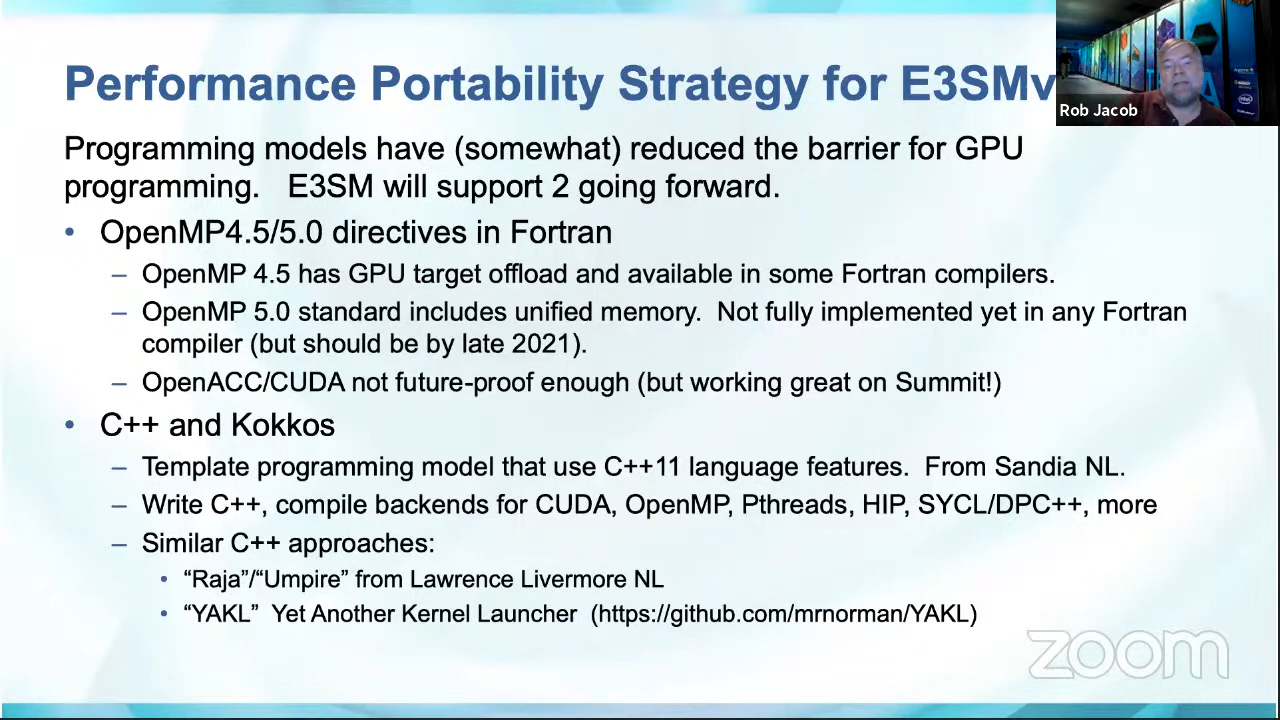 Performance Portability Strategy for E3SMv
Rob Jacob
intel
Programming models have (somewhat) reduced the barrier for GPU
programming. E3SM will support 2 going forward.
• OpenMP4.5/5.0 directives in Fortran
– OpenMP 4.5 has GPU target offload and available in some Fortran compilers.
– OpenMP 5.0 standard includes unified memory. Not fully implemented yet in any Fortran
compiler (but should be by late 2021).
– OpenACC/CUDA not future-proof enough (but working great on Summit!)
• C++ and Kokkos
– Template programming model that use C++11 language features. From Sandia NL.
– Write C++, compile backends for CUDA, OpenMP, Pthreads, HIP, SYCL/DPC++, more
– Similar C++ approaches:
• “Raja”/“Umpire” from Lawrence Livermore NL
• “YAKL” Yet Another Kernel Launcher (https://github.com/mrnorman/YAKL)
zoom